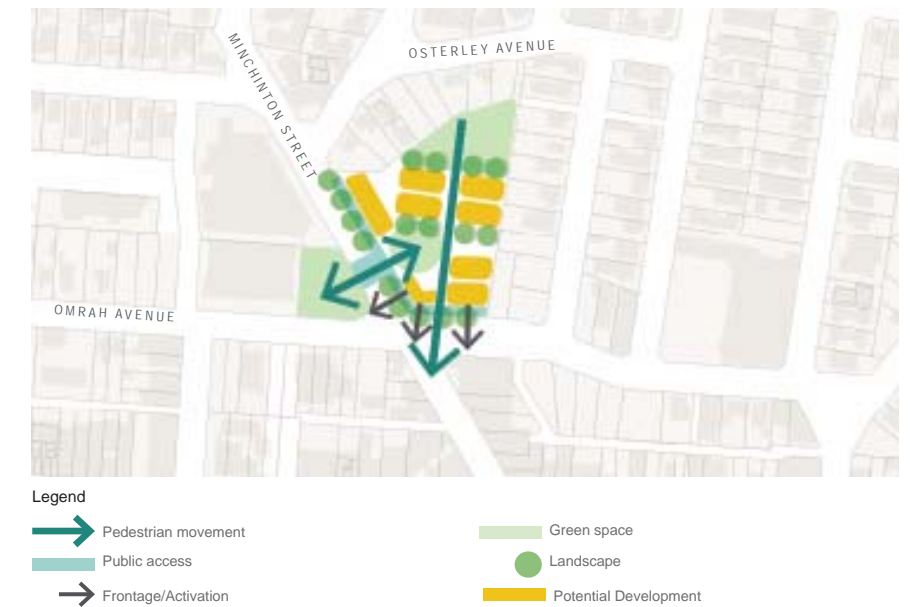 OSTERLEY AVENUE
MINCHINTON STREET
OMRAH AVENUE
Legend
Pedestrian movement
Public access
Frontage/Activation
Green space
Landscape
Potential Development